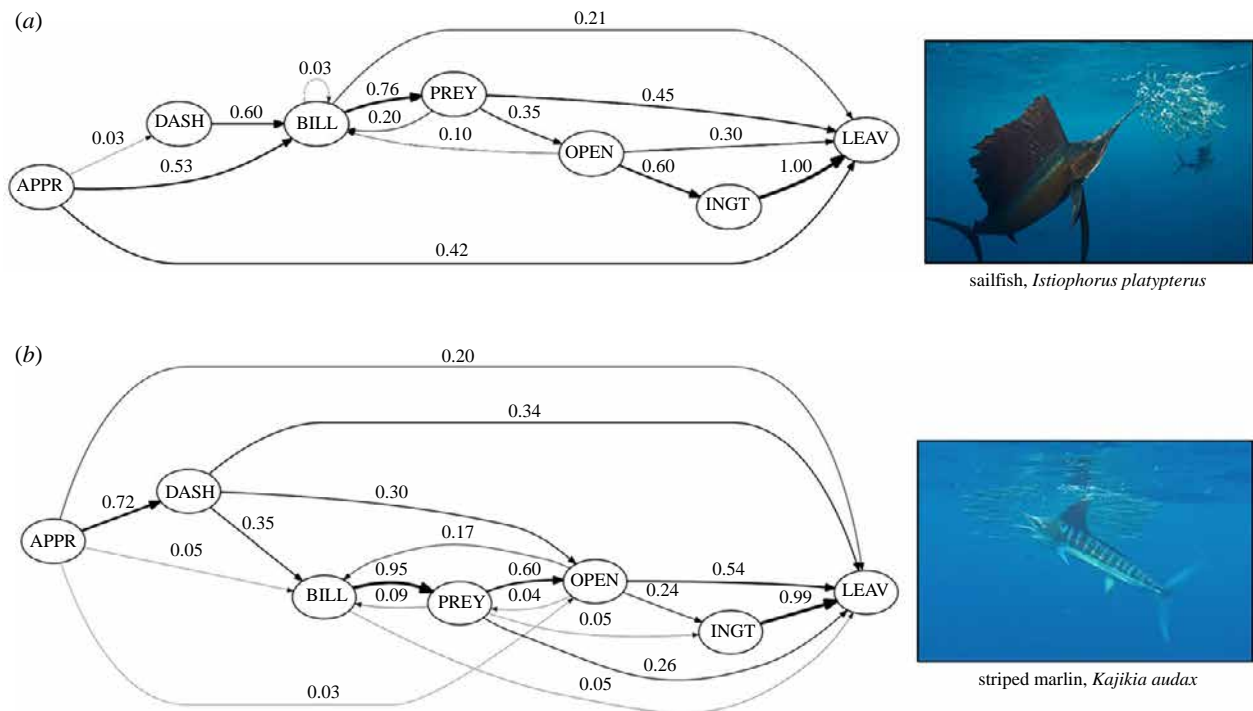 (a)
0.21
0.03
0.76
PREY
0.45
DASH
0.60
BILL
0.20
0.35
0.03
0.10
OPEN
0.30
LEAV
0.53
0.60
1.00
APPR
INGT
0.42
sailfish, Istiophorus platypterus
(b)
0.20
0.34
DASH
0.72
0.30
0.35
0.17
APPR
0.05
0.95
0.60
OPEN
0.54
BILL
0.09
PREY
0.04
0.24
LEAV
0.99
0.05
INGT
0.26
0.03
0.05
striped marlin, Kajikia audax